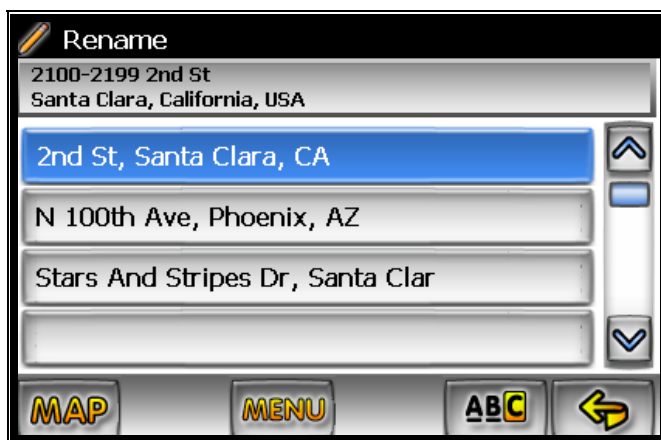 Rename
2100-2199 2nd St
Santa Clara, California, USA
2nd St, Santa Clara, CA
N 100th Ave, Phoenix, AZ
Stars And Stripes Dr, Santa Clar
MAP MENU ABC